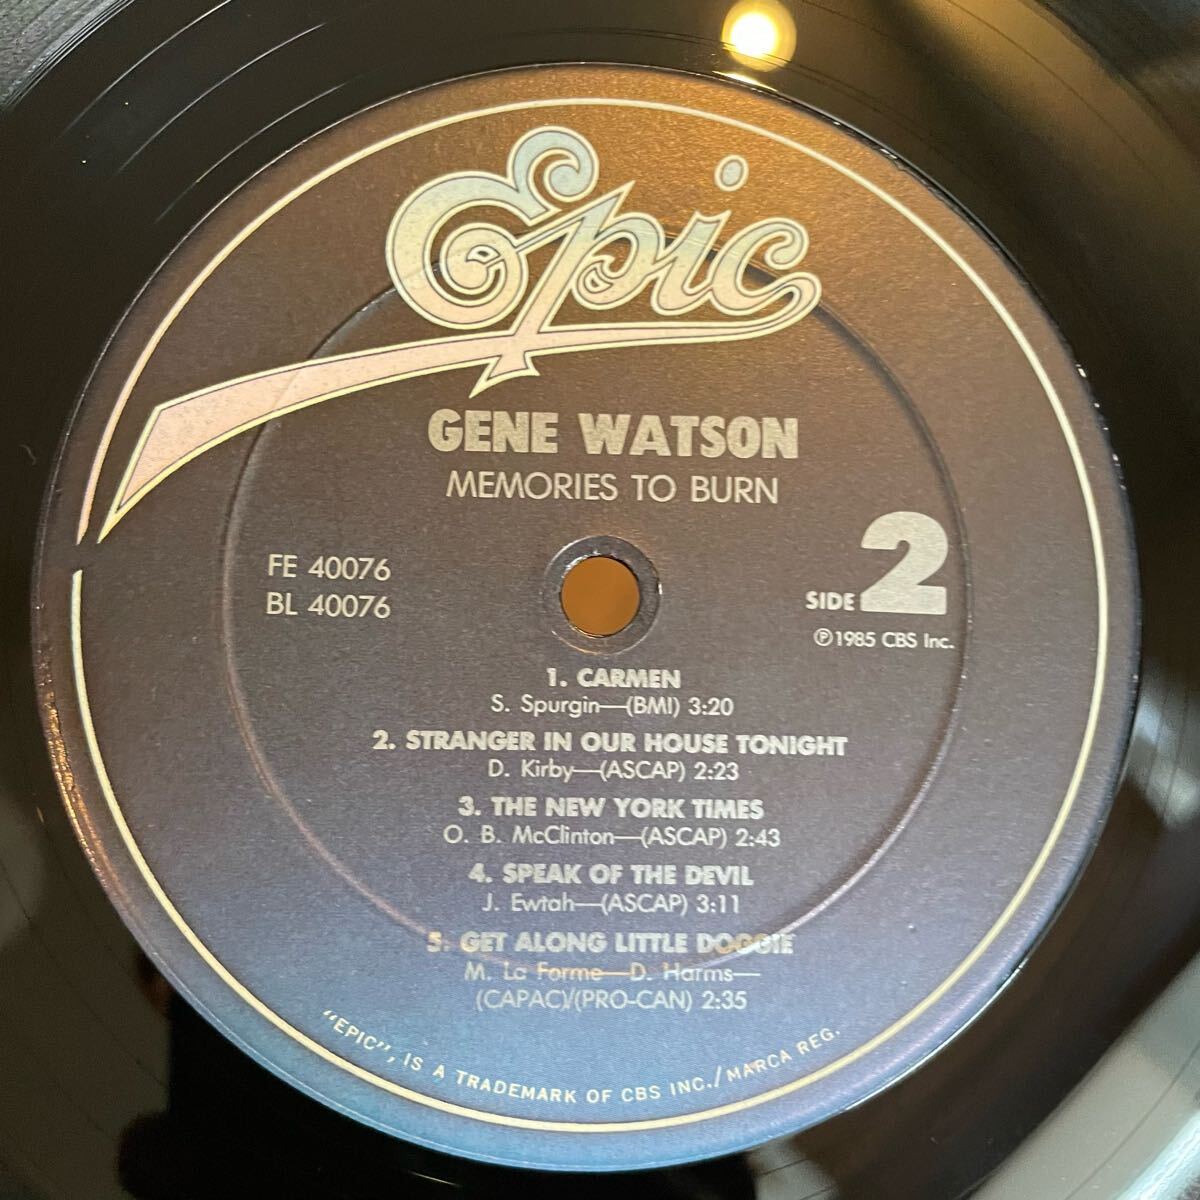 Epic
GENE WATSON
MEMORIES TO BURN
FE 40076
BL 40076
SIDE 2
℗1985 CBS Inc.
1. CARMEN
S. Spurgin—(BMI) 3:20
2. STRANGER IN OUR HOUSE TONIGHT
D. Kirby—(ASCAP) 2:23
3. THE NEW YORK TIMES
O. B. McClinton—(ASCAP) 2:43
4. SPEAK OF THE DEVIL
J. Ewtah—(ASCAP) 3:11
5. GET ALONG LITTLE DOGGIE
M. La Forme—D. Harms—
(CAPAC)/(PRO-CAN) 2:35
"EPIC", IS A TRADEMARK OF CBS INC./MARCA REG.